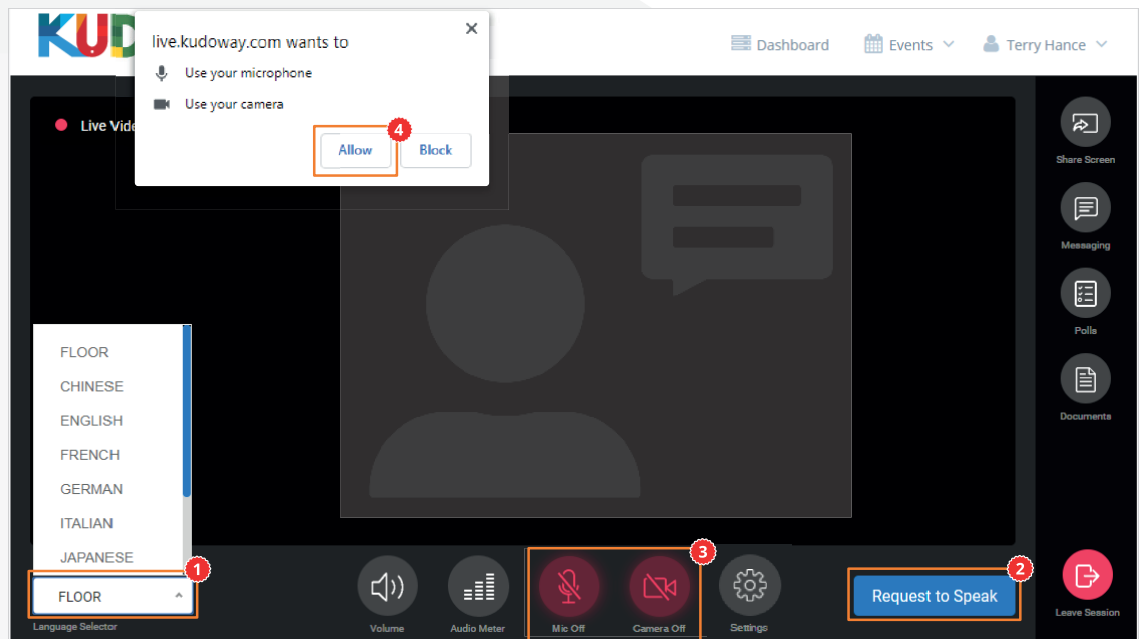 KUD
live.kudoway.com wants to
Use your microphone
Use your camera
Allow
4
Block
Dashboard
Events
Terry Hance
Live Vide
Share Screen
Messaging
Polls
Documents
FLOOR
CHINESE
ENGLISH
FRENCH
GERMAN
ITALIAN
JAPANESE
1
FLOOR
Language Selector
Volume
Audio Meter
3
Mic Off
Camera Off
Settings
2
Request to Speak
Leave Session